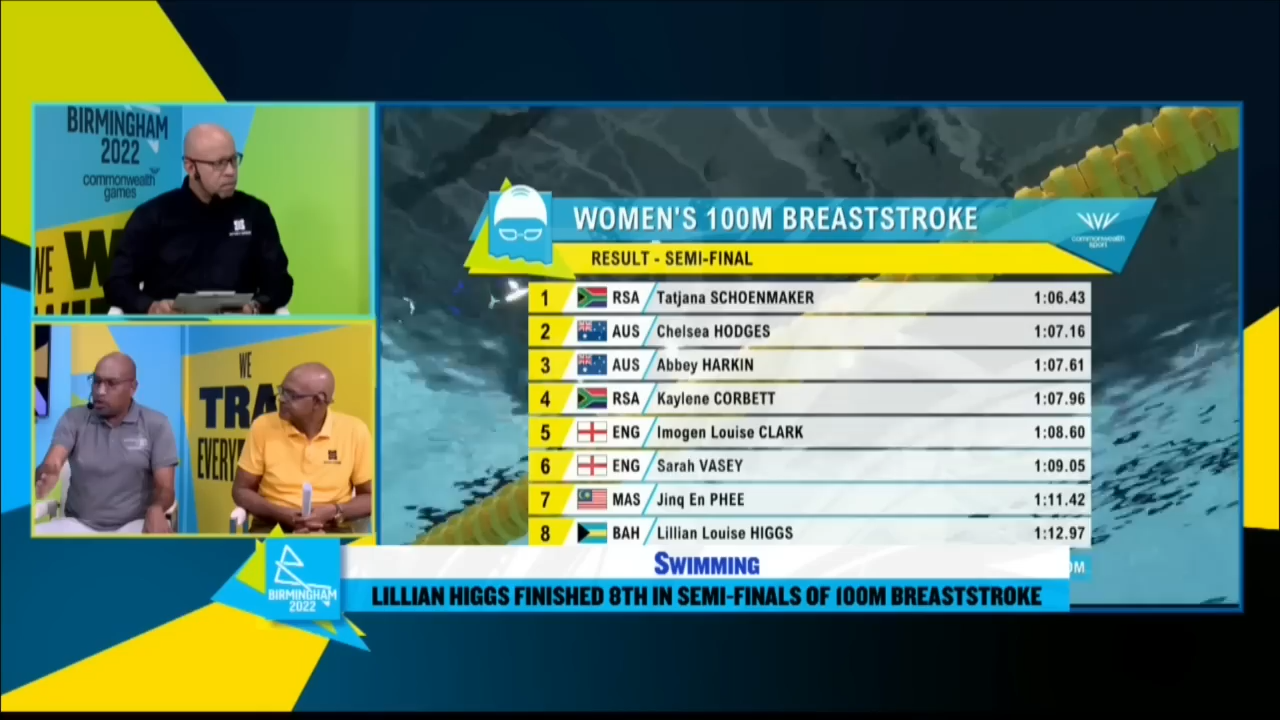 BIRMINGHAM
2022
commonwealth
games
WE
W
WE
TRA
EVERY
WOMEN'S 100M BREASTSTROKE
commonwealth
sport
RESULT - SEMI-FINAL
1 RSA Tatjana SCHOENMAKER 1:06.43
2 AUS Chelsea HODGES 1:07.16
3 AUS Abbey HARKIN 1:07.61
4 RSA Kaylene CORBETT 1:07.96
5 ENG Imogen Louise CLARK 1:08.60
6 ENG Sarah VASEY 1:09.05
7 MAS Jinq En PHEE 1:11.42
8 BAH Lillian Louise HIGGS 1:12.97
SWIMMING
LILLIAN HIGGS FINISHED 8TH IN SEMI-FINALS OF 100M BREASTSTROKE
BIRMINGHAM
2022